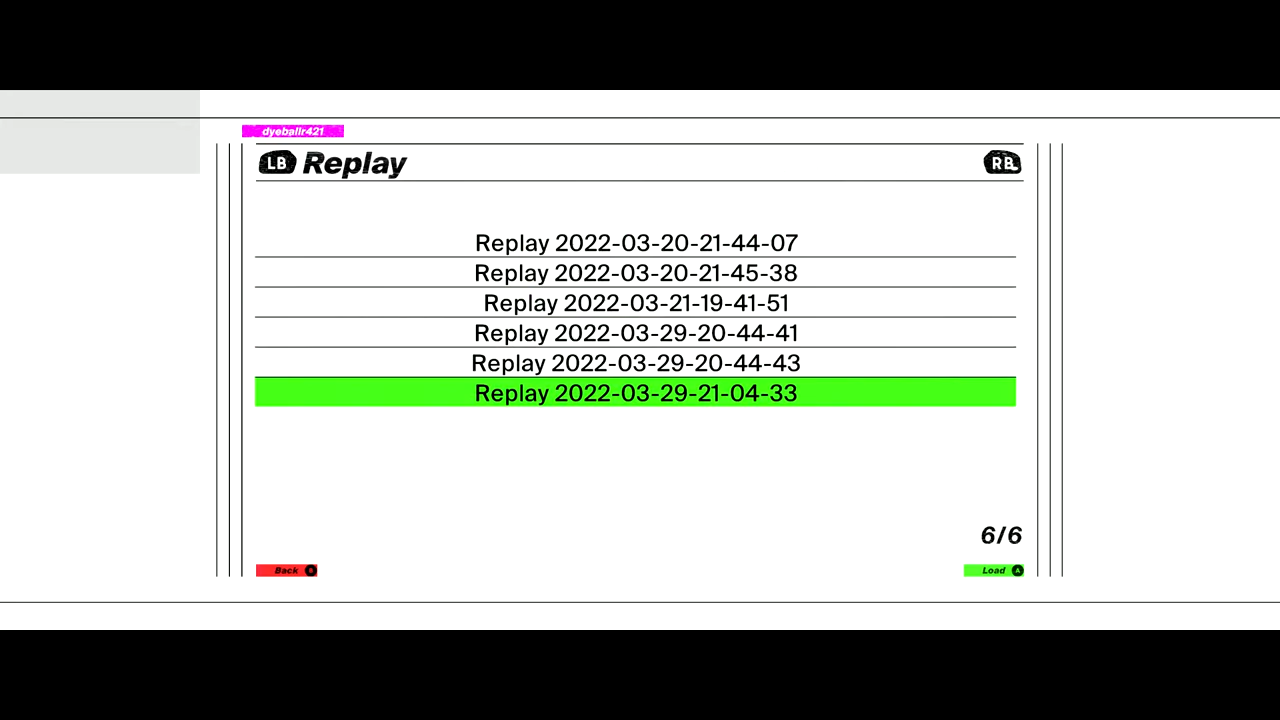 dyeballr421
LB Replay RB
Replay 2022-03-20-21-44-07
Replay 2022-03-20-21-45-38
Replay 2022-03-21-19-41-51
Replay 2022-03-29-20-44-41
Replay 2022-03-29-20-44-43
Replay 2022-03-29-21-04-33
6/6
Back B
Load A